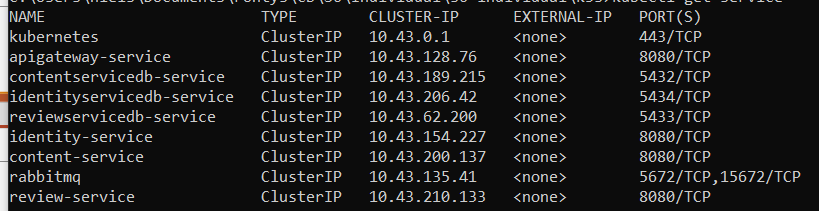 NAME TYPE CLUSTER-IP EXTERNAL-IP PORT(S)
kubernetes ClusterIP 10.43.0.1 <none> 443/TCP
apigateway-service ClusterIP 10.43.128.76 <none> 8080/TCP
contentservicedb-service ClusterIP 10.43.189.215 <none> 5432/TCP
identityservicedb-service ClusterIP 10.43.206.42 <none> 5434/TCP
reviewservicedb-service ClusterIP 10.43.62.200 <none> 5433/TCP
identity-service ClusterIP 10.43.154.227 <none> 8080/TCP
content-service ClusterIP 10.43.200.137 <none> 8080/TCP
rabbitmq ClusterIP 10.43.135.41 <none> 5672/TCP,15672/TCP
review-service ClusterIP 10.43.210.133 <none> 8080/TCP